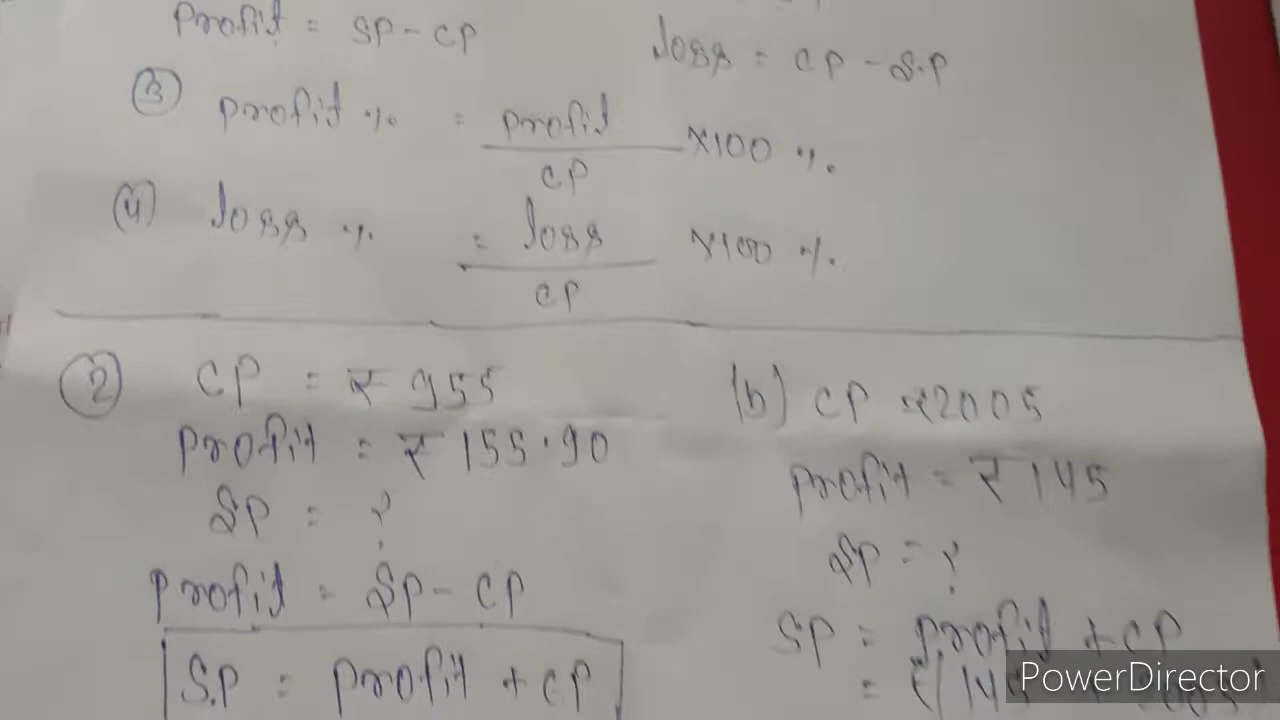 Profit = SP - CP
loss = CP - S.P
(3) Profit % = Profit / CP ×100 %.
(4) loss % = loss / CP ×100 %.
(2) CP = ₹ 955
Profit = ₹ 155.90
SP = ?
Profit = SP - CP
S.P = Profit + CP
(b) CP = ₹2005
Profit = ₹145
SP = ?
SP = Profit + CP
= ₹(
PowerDirector